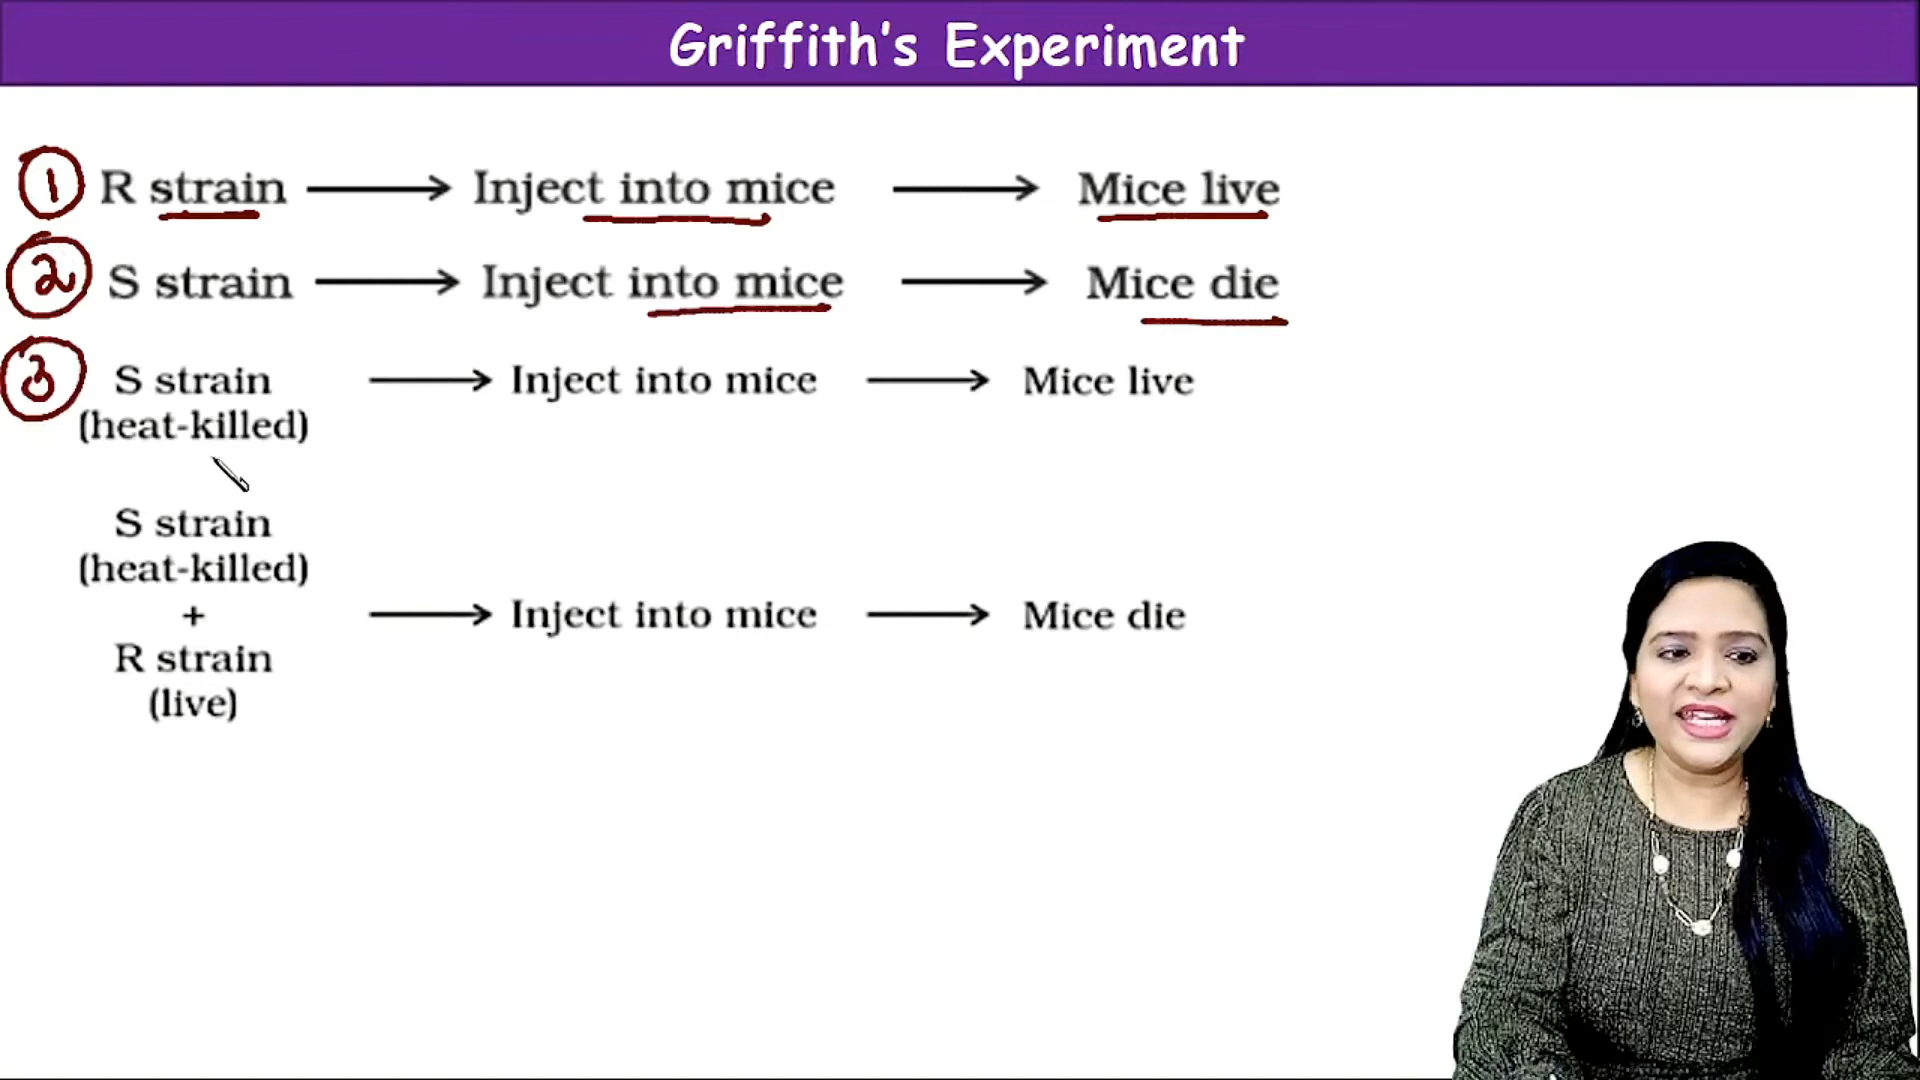 Griffith's Experiment
1 R strain ⟶ Inject into mice ⟶ Mice live
2 S strain ⟶ Inject into mice ⟶ Mice die
3 S strain ⟶ Inject into mice ⟶ Mice live
(heat-killed)
S strain
(heat-killed)
+ ⟶ Inject into mice ⟶ Mice die
R strain
(live)